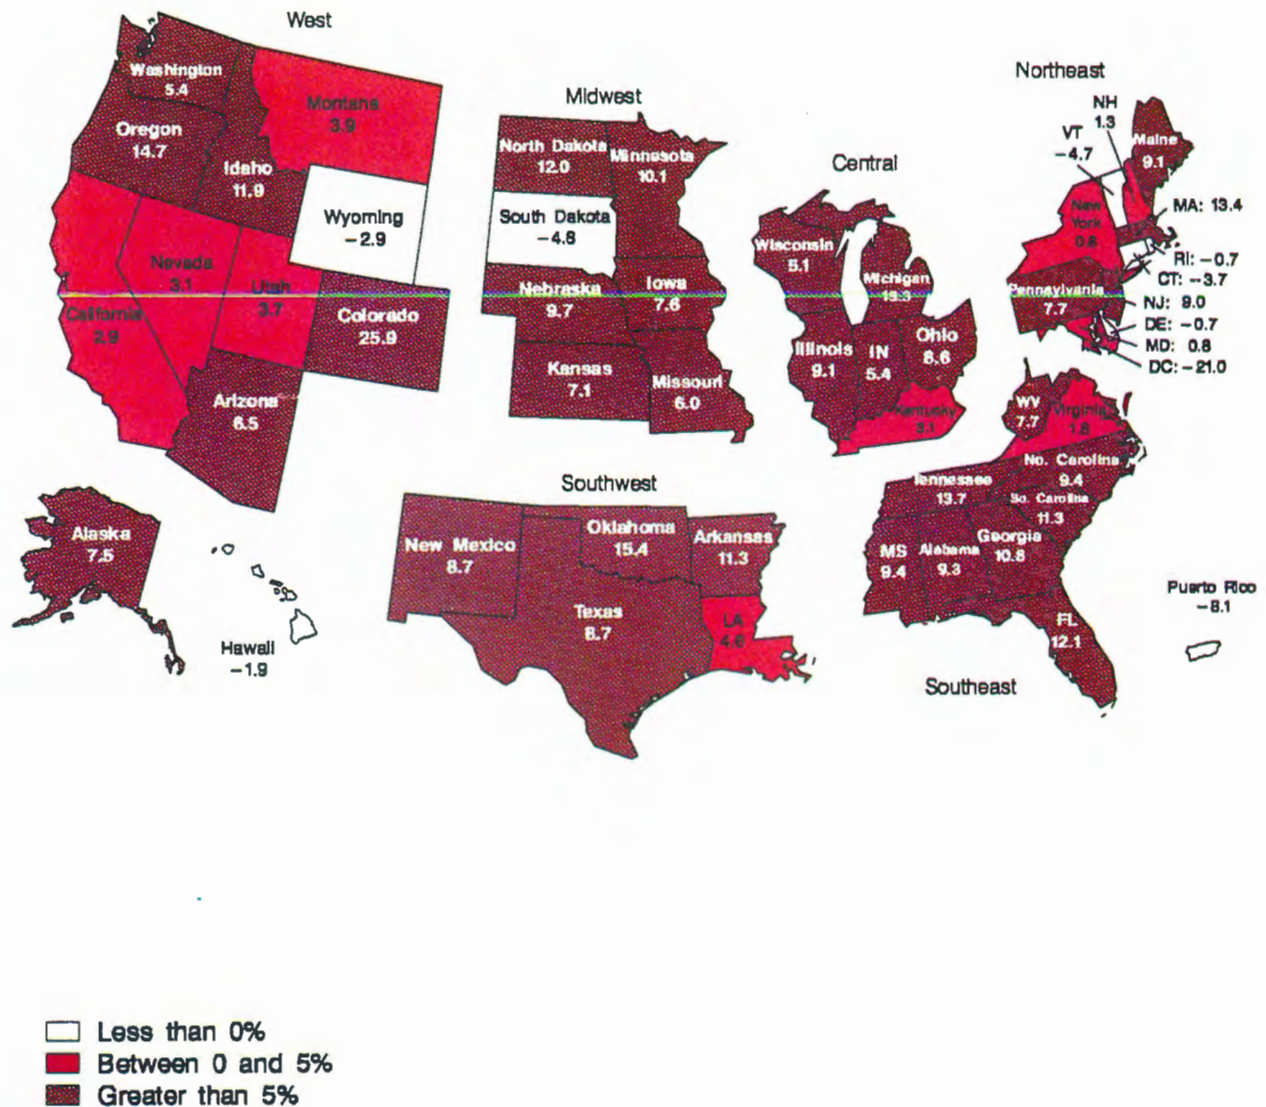 West
Washington
5.4
Oregon
14.7
Idaho
11.9
Montana
3.9
Wyoming
-2.9
Nevada
3.1
Utah
3.7
California
2.9
Colorado
25.9
Arizona
6.5
Alaska
7.5
Hawaii
-1.9
Midwest
North Dakota
12.0
Minnesota
10.1
South Dakota
-4.8
Nebraska
9.7
Iowa
7.6
Kansas
7.1
Missouri
6.0
Central
Wisconsin
5.1
Michigan
Illinois
9.1
IN
5.4
Ohio
8.6
Kentucky
3.1
Northeast
NH
1.3
VT
-4.7
Maine
9.1
New
York
0.8
MA: 13.4
RI: -0.7
CT: -3.7
Pennsylvania
7.7
NJ: 9.0
DE: -0.7
MD: 0.8
DC: -21.0
Southwest
New Mexico
8.7
Oklahoma
15.4
Arkansas
11.3
Texas
8.7
LA
4.6
WV
7.7
Virginia
1.8
No. Carolina
9.4
Tennessee
13.7
So. Carolina
11.3
MS
9.4
Alabama
9.3
Georgia
10.8
FL
12.1
Southeast
Puerto Rico
-8.1
Less than 0%
Between 0 and 5%
Greater than 5%